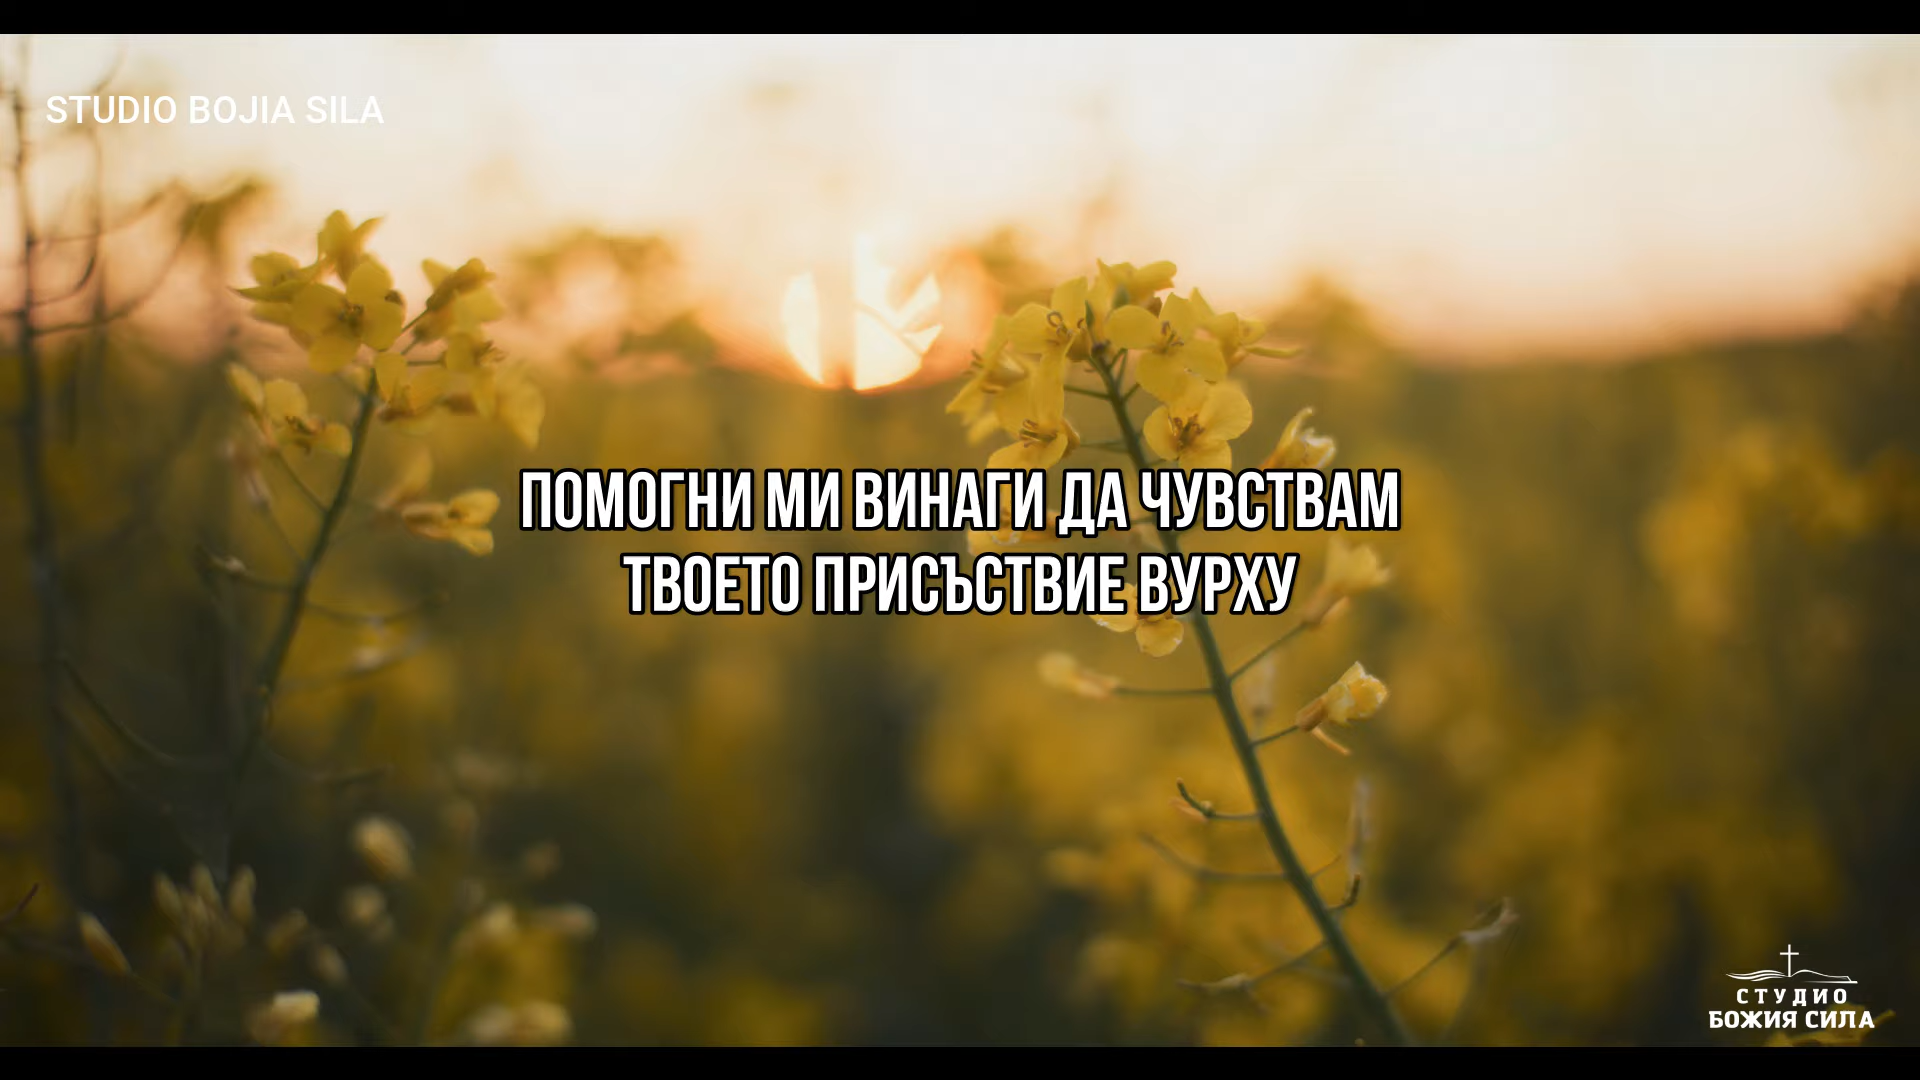 STUDIO BOJIA SILA
ПОМОГНИ МИ ВИНАГИ ДА ЧУВСТВАМ
ТВОЕТО ПРИСЪСТВИЕ ВУРХУ
СТУДИО
БОЖИЯ СИЛА